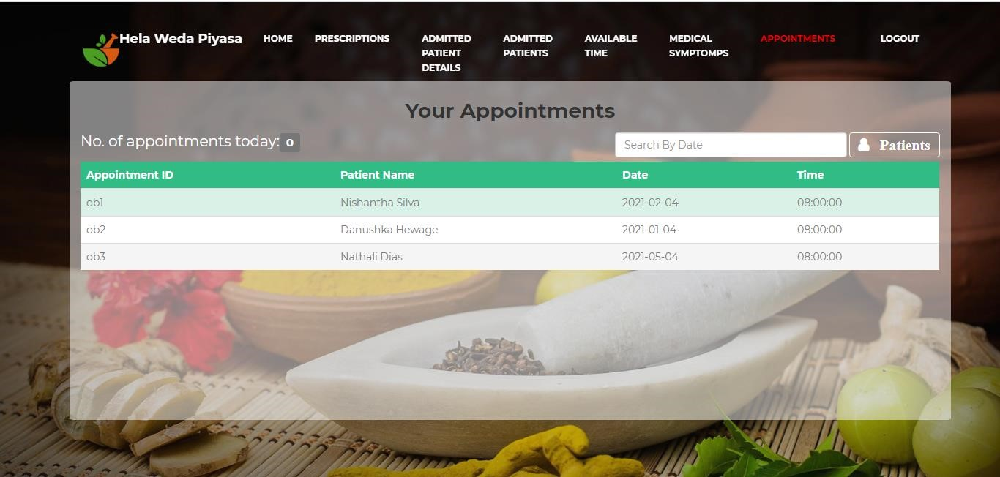 Hela Weda Piyasa
HOME
PRESCRIPTIONS
ADMITTED
PATIENT
DETAILS
ADMITTED
PATIENTS
AVAILABLE
TIME
MEDICAL
SYMPTOMPS
APPOINTMENTS
LOGOUT
Your Appointments
No. of appointments today: 0
Search By Date
Patients
Appointment ID Patient Name Date Time
ob1 Nishantha Silva 2021-02-04 08:00:00
ob2 Danushka Hewage 2021-01-04 08:00:00
ob3 Nathali Dias 2021-05-04 08:00:00